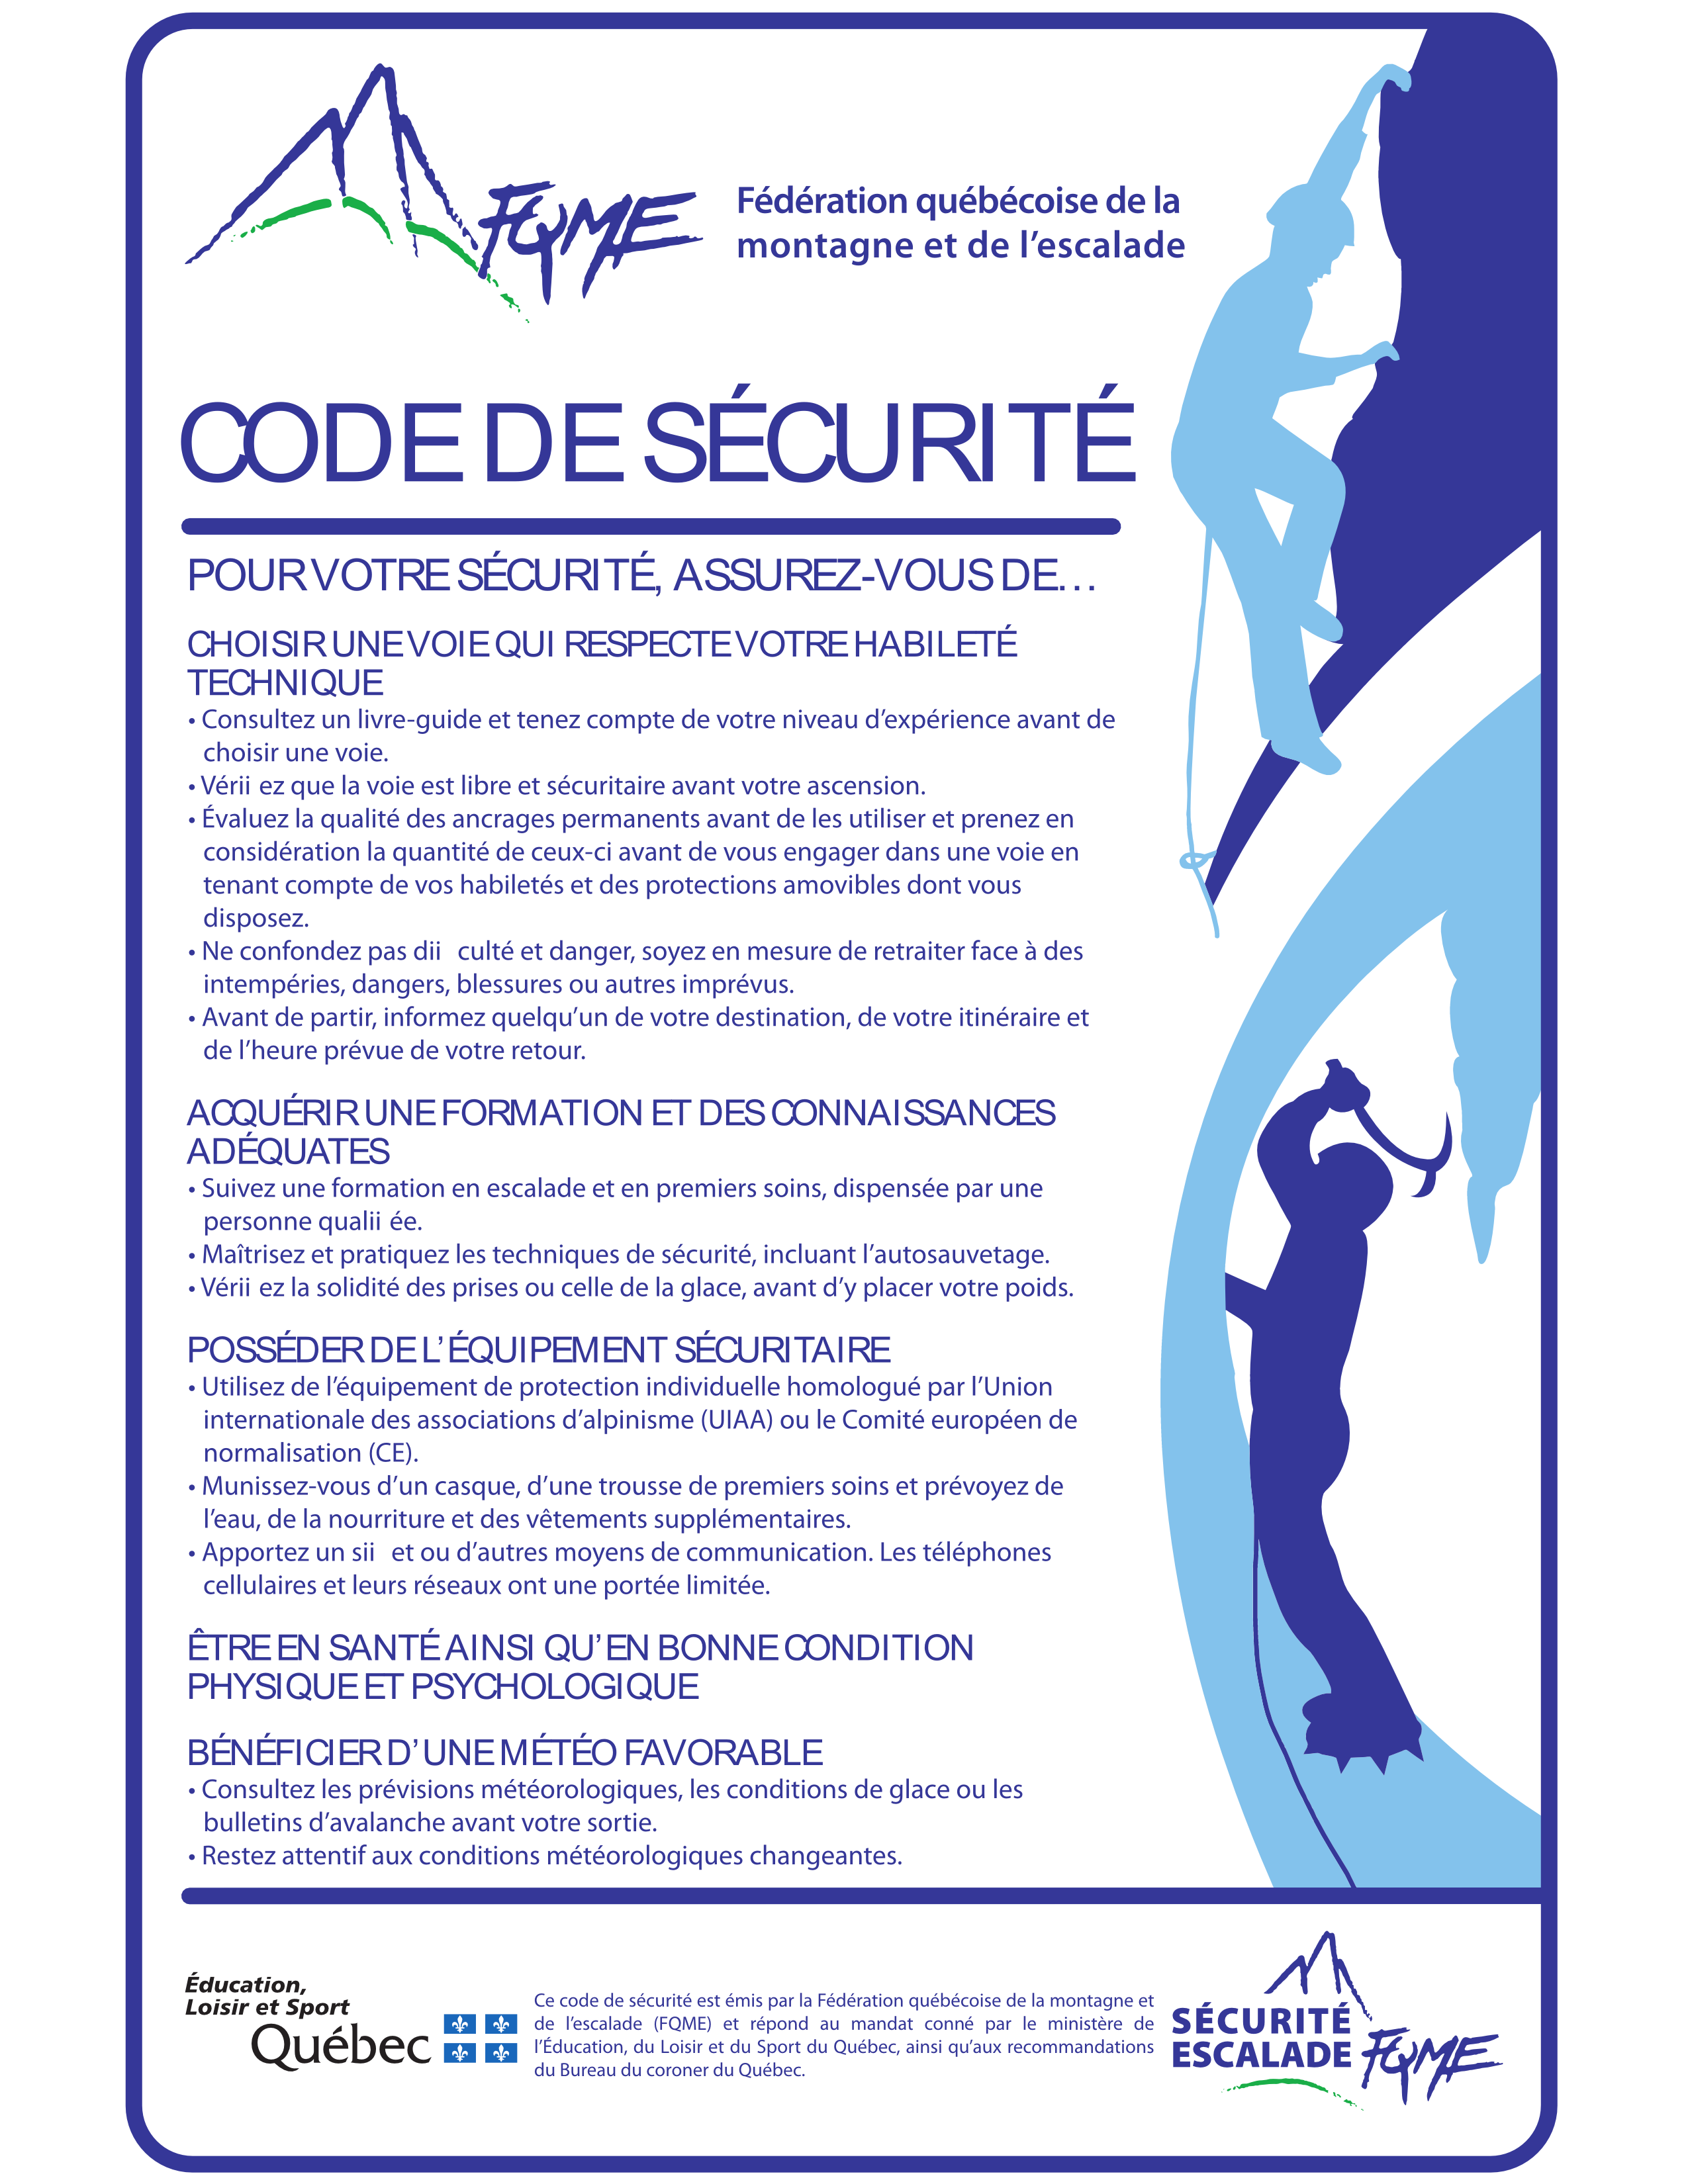 FQME
Fédération québécoise de la
montagne et de l’escalade
CODE DE SÉCURITÉ
POUR VOTRE SÉCURITÉ, ASSUREZ-VOUS DE…
CHOISIR UNE VOIE QUI RESPECTE VOTRE HABILETÉ
TECHNIQUE
• Consultez un livre-guide et tenez compte de votre niveau d’expérience avant de
choisir une voie.
• Vérii ez que la voie est libre et sécuritaire avant votre ascension.
• Évaluez la qualité des ancrages permanents avant de les utiliser et prenez en
considération la quantité de ceux-ci avant de vous engager dans une voie en
tenant compte de vos habiletés et des protections amovibles dont vous
disposez.
• Ne confondez pas dii culté et danger, soyez en mesure de retraiter face à des
intempéries, dangers, blessures ou autres imprévus.
• Avant de partir, informez quelqu’un de votre destination, de votre itinéraire et
de l’heure prévue de votre retour.
ACQUÉRIR UNE FORMATION ET DES CONNAISSANCES
ADÉQUATES
• Suivez une formation en escalade et en premiers soins, dispensée par une
personne qualii ée.
• Maîtrisez et pratiquez les techniques de sécurité, incluant l’autosauvetage.
• Vérii ez la solidité des prises ou celle de la glace, avant d’y placer votre poids.
POSSÉDER DE L’ÉQUIPEMENT SÉCURITAIRE
• Utilisez de l’équipement de protection individuelle homologué par l’Union
internationale des associations d’alpinisme (UIAA) ou le Comité européen de
normalisation (CE).
• Munissez-vous d’un casque, d’une trousse de premiers soins et prévoyez de
l’eau, de la nourriture et des vêtements supplémentaires.
• Apportez un sii et ou d’autres moyens de communication. Les téléphones
cellulaires et leurs réseaux ont une portée limitée.
ÊTRE EN SANTÉ AINSI QU’EN BONNE CONDITION
PHYSIQUE ET PSYCHOLOGIQUE
BÉNÉFICIER D’UNE MÉTÉO FAVORABLE
• Consultez les prévisions météorologiques, les conditions de glace ou les
bulletins d’avalanche avant votre sortie.
• Restez attentif aux conditions météorologiques changeantes.
Éducation,
Loisir et Sport
Québec
Ce code de sécurité est émis par la Fédération québécoise de la montagne et
de l’escalade (FQME) et répond au mandat conné par le ministère de
l’Éducation, du Loisir et du Sport du Québec, ainsi qu’aux recommandations
du Bureau du coroner du Québec.
SÉCURITÉ
ESCALADE
FQME